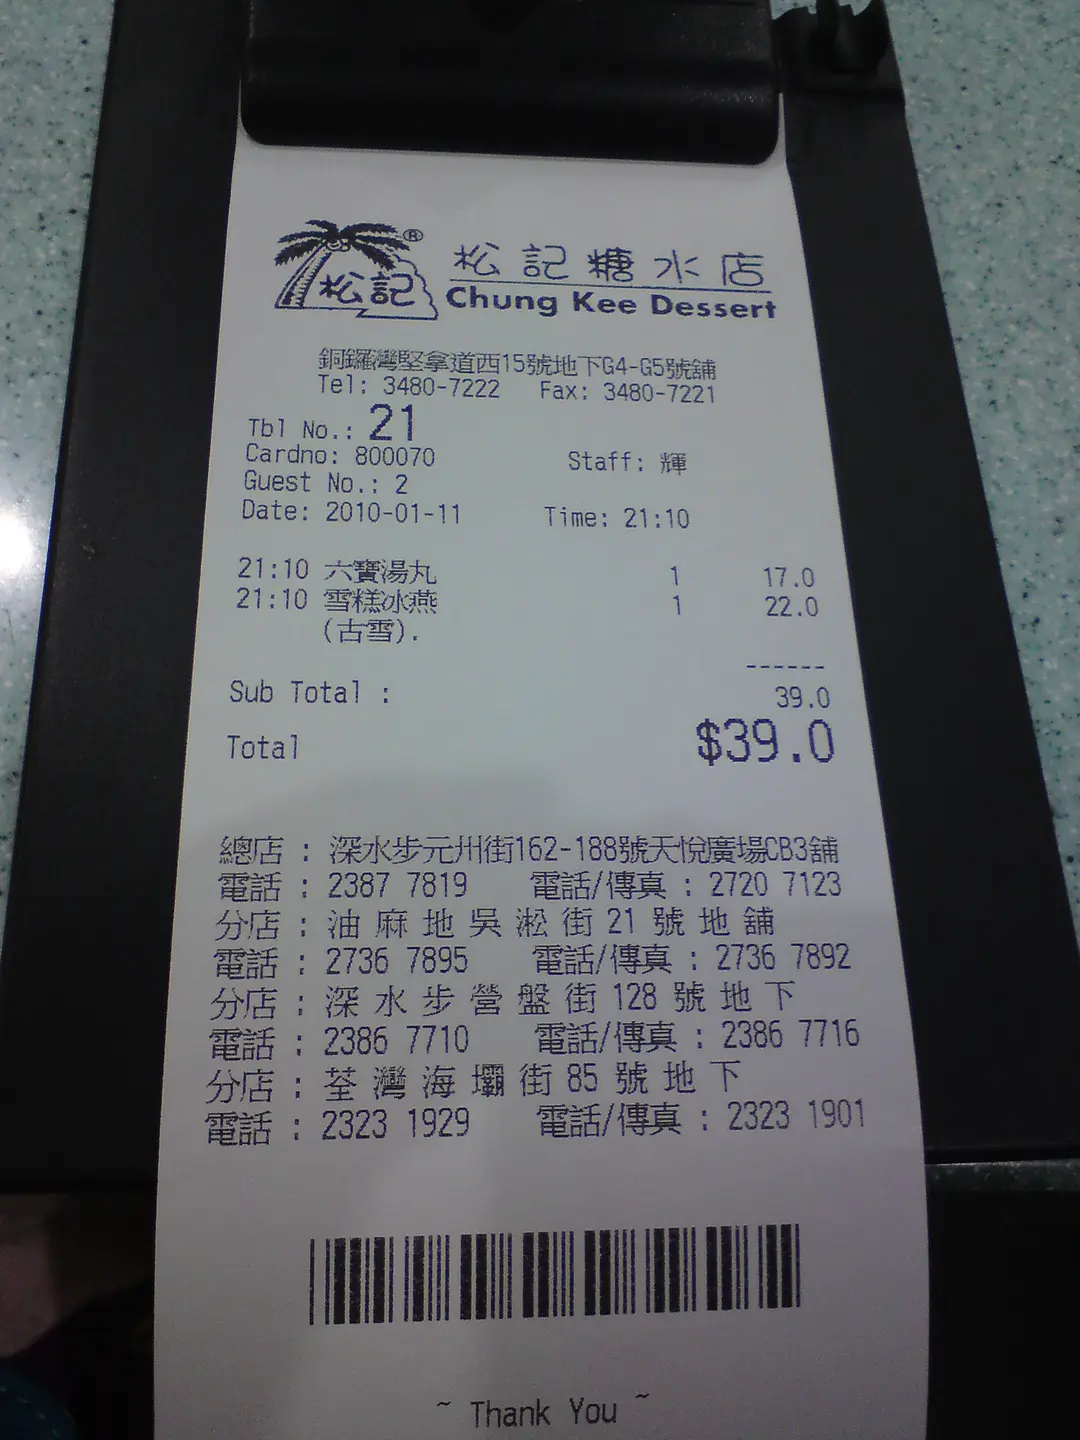 松記®
松記糖水店
Chung Kee Dessert
銅鑼灣堅拿道西15號地下G4-G5號舖
Tel: 3480-7222 Fax: 3480-7221
Tbl No.: 21
Cardno: 800070 Staff: 輝
Guest No.: 2
Date: 2010-01-11 Time: 21:10
21:10 六寶湯丸 1 17.0
21:10 雪糕冰燕 1 22.0
(古雪).
------
Sub Total : 39.0
Total $39.0
總店 : 深水步元州街162-188號天悅廣場CB3舖
電話 : 2387 7819 電話/傳真 : 2720 7123
分店 : 油麻地吳淞街21號地舖
電話 : 2736 7895 電話/傳真 : 2736 7892
分店 : 深水步營盤街128號地下
電話 : 2386 7710 電話/傳真 : 2386 7716
分店 : 荃灣海壩街85號地下
電話 : 2323 1929 電話/傳真 : 2323 1901
~ Thank You ~